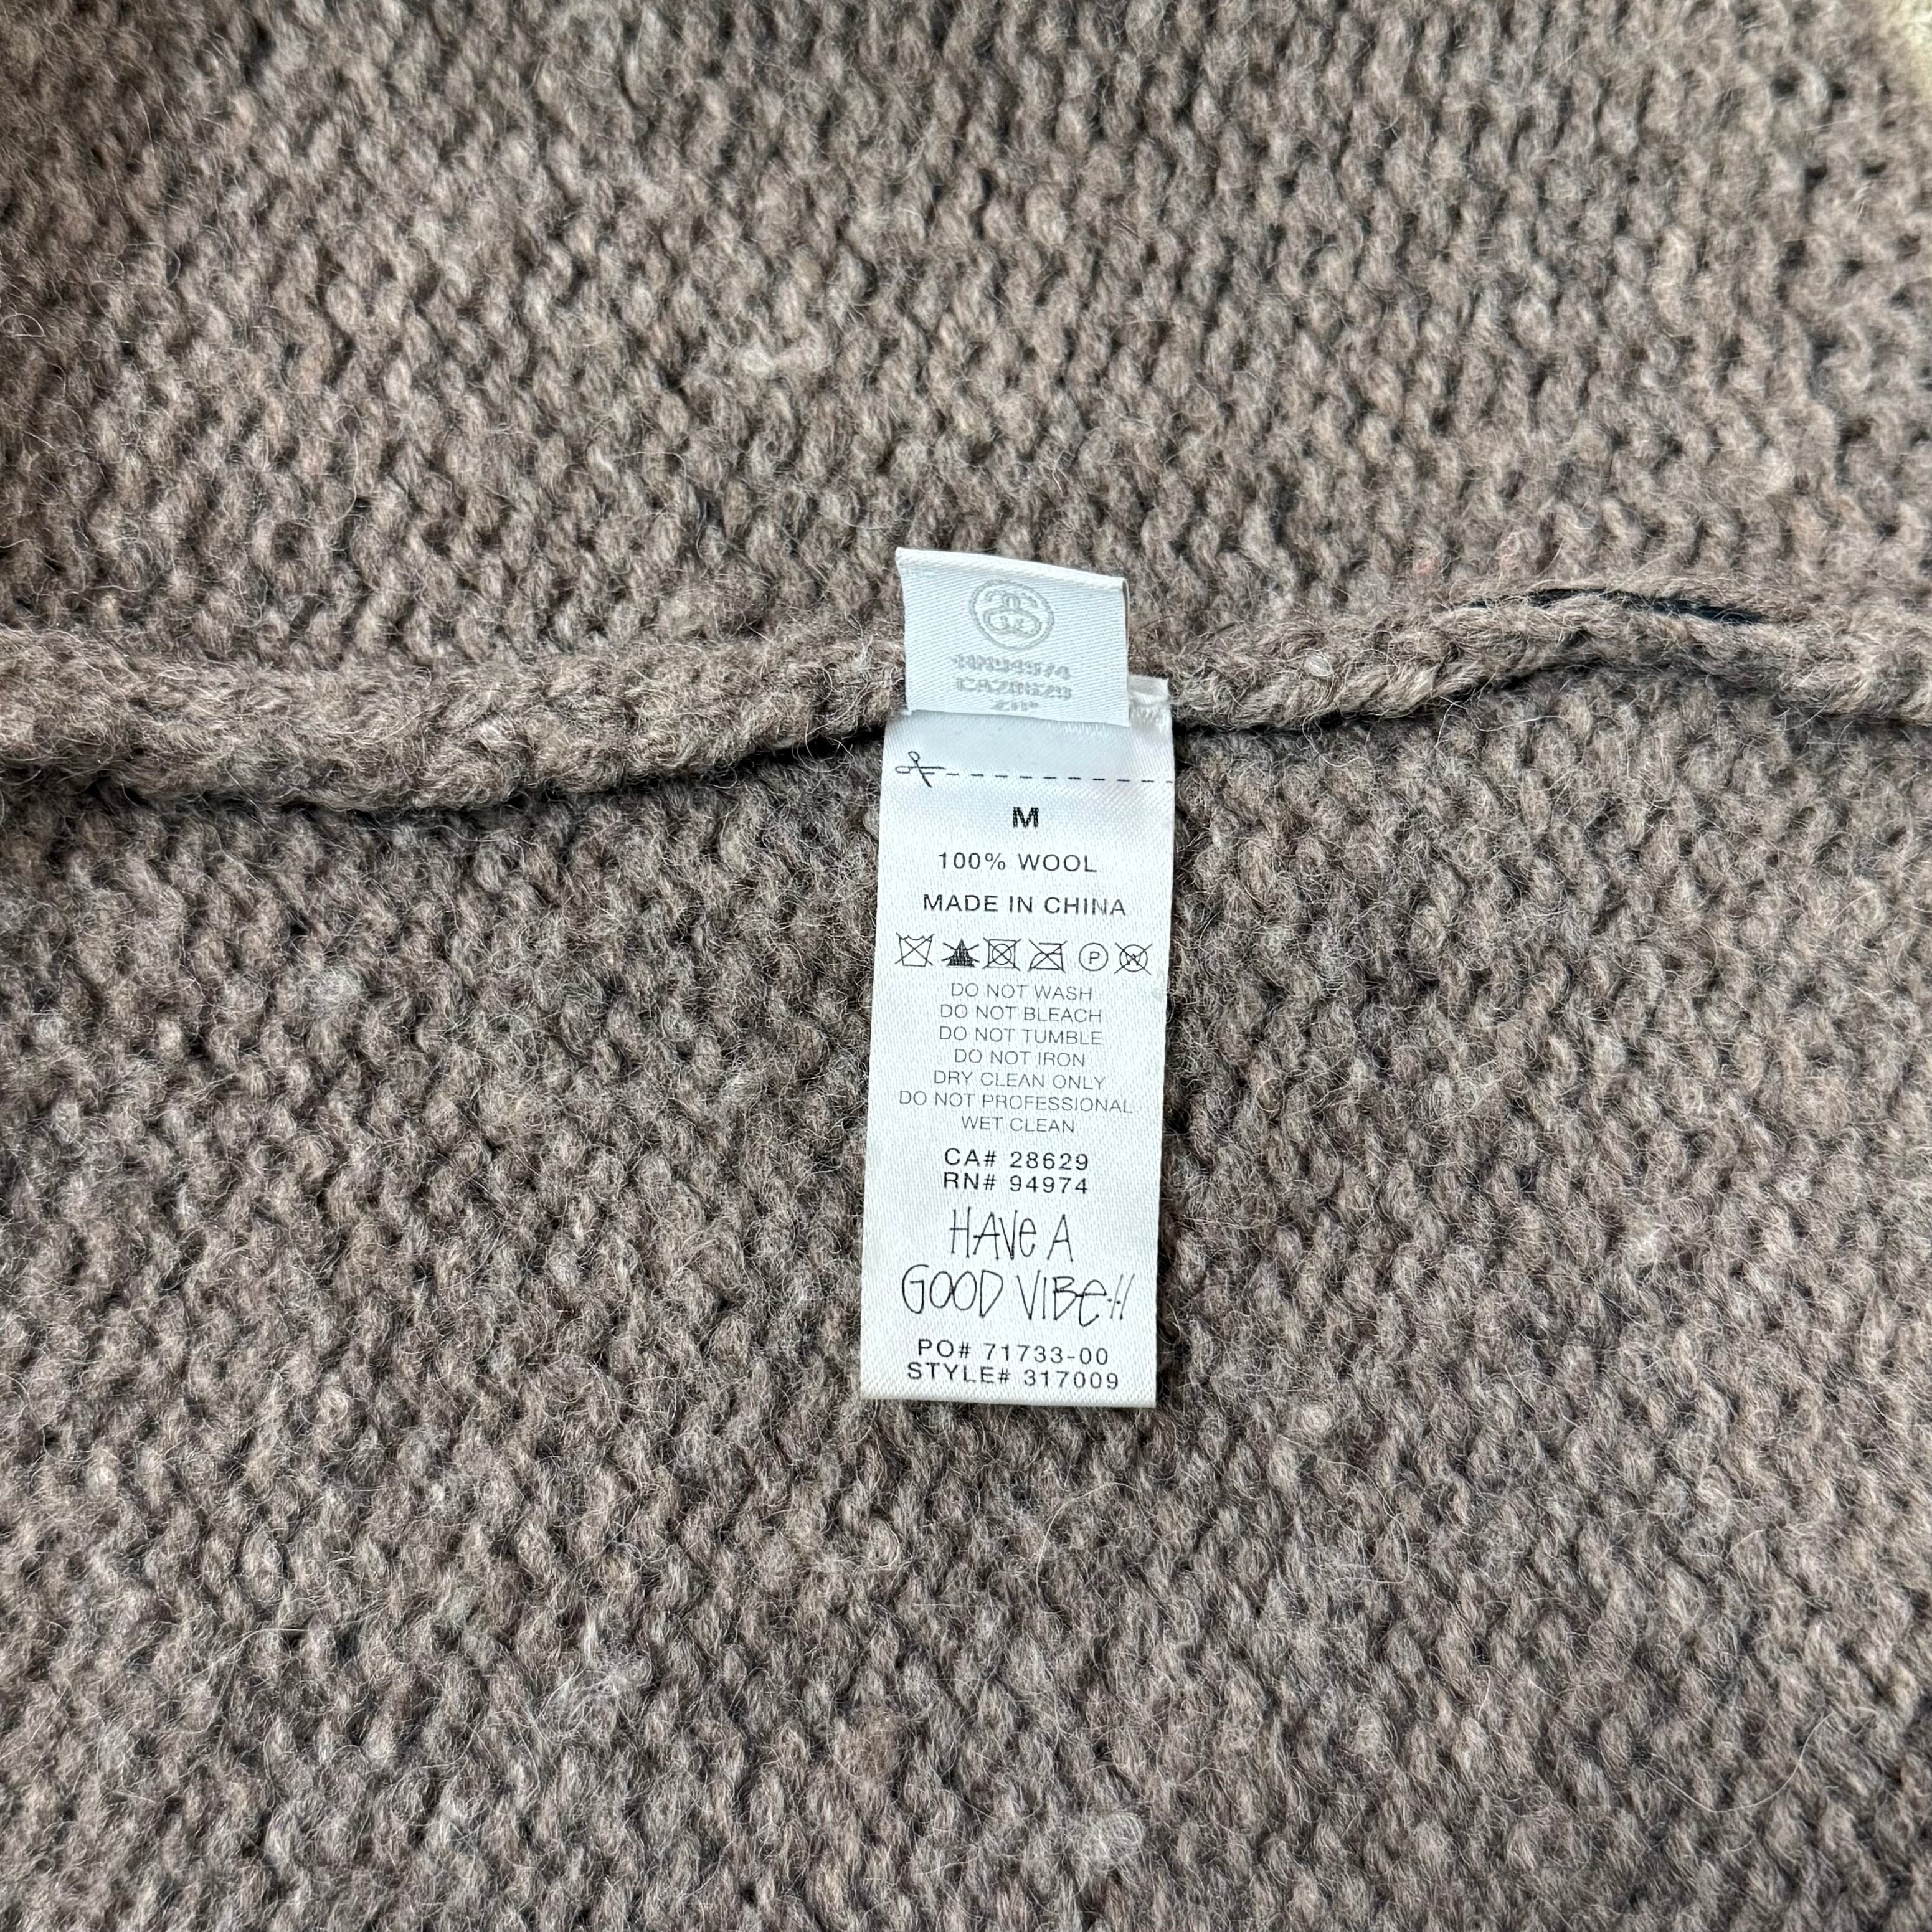 CA28629
M
100% WOOL
MADE IN CHINA
P W
DO NOT WASH
DO NOT BLEACH
DO NOT TUMBLE
DO NOT IRON
DRY CLEAN ONLY
DO NOT PROFESSIONAL
WET CLEAN
CA# 28629
RN# 94974
HAVe A
GOOD VIBe!!
PO# 71733-00
STYLE# 317009